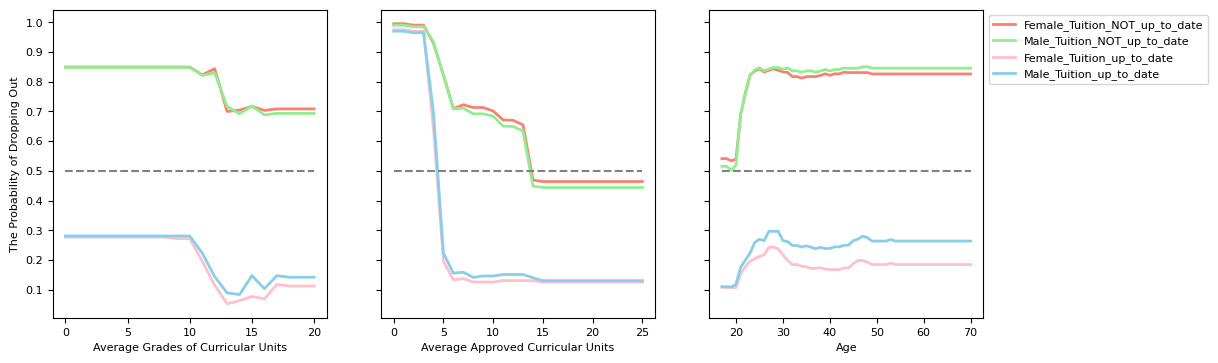 The Probability of Dropping Out
1.0
0.9
0.8
0.7
0.6
0.5
0.4
0.3
0.2
0.1
0 5 10 15 20
Average Grades of Curricular Units
0 5 10 15 20 25
Average Approved Curricular Units
20 30 40 50 60 70
Age
Female_Tuition_NOT_up_to_date
Male_Tuition_NOT_up_to_date
Female_Tuition_up_to_date
Male_Tuition_up_to_date